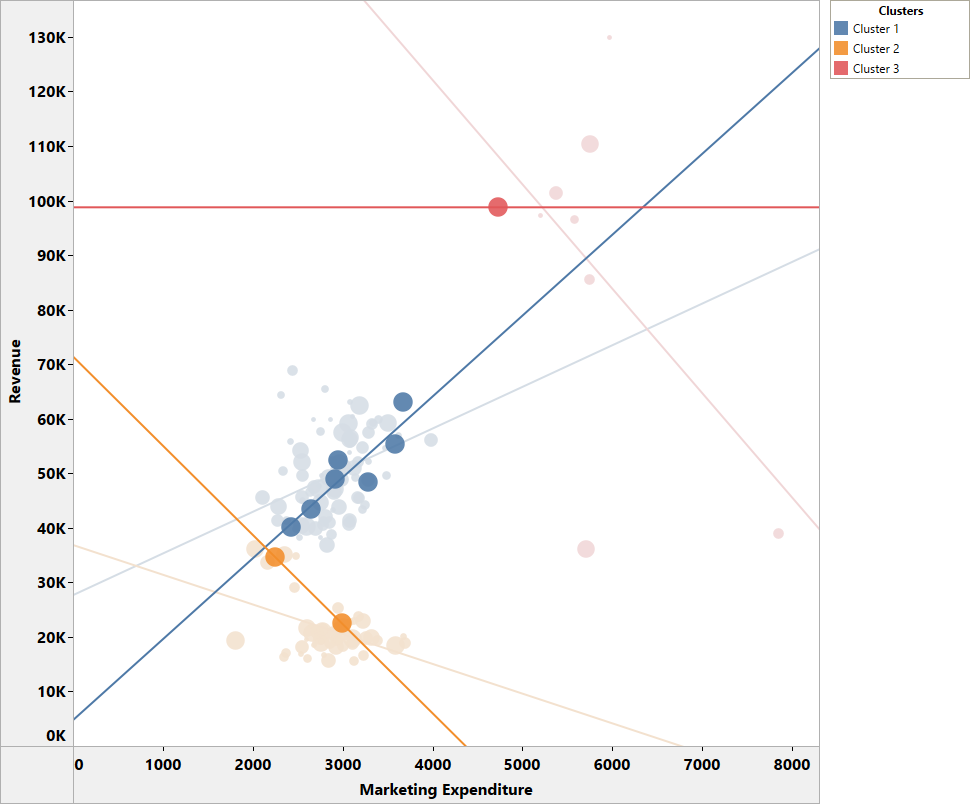 Clusters
Cluster 1
Cluster 2
Cluster 3
130K
120K
110K
100K
90K
80K
70K
60K
50K
40K
30K
20K
10K
0K
Revenue
0 1000 2000 3000 4000 5000 6000 7000 8000
Marketing Expenditure